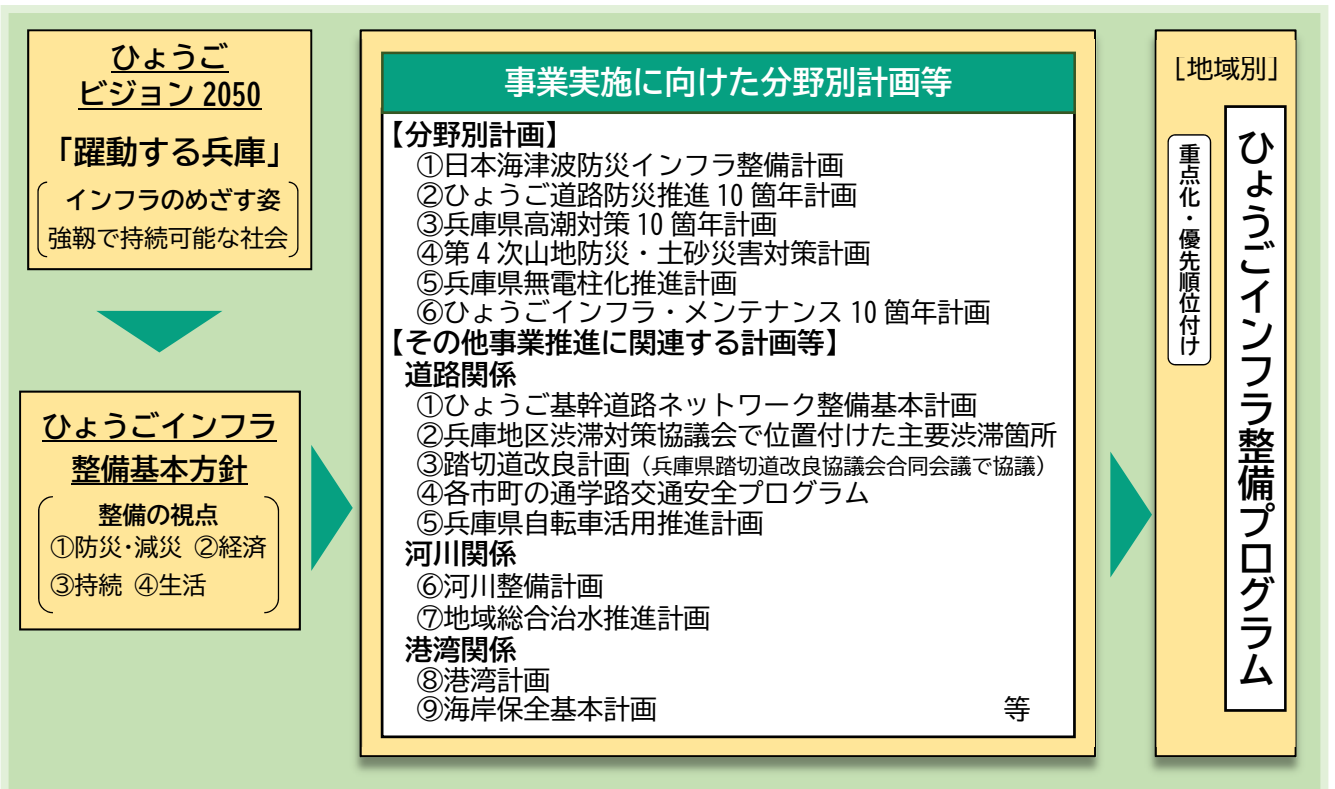 ひょうご
ビジョン 2050
「躍動する兵庫」
インフラのめざす姿
強靱で持続可能な社会
ひょうごインフラ
整備基本方針
整備の視点
①防災・減災 ②経済
③持続 ④生活
事業実施に向けた分野別計画等
【分野別計画】
①日本海津波防災インフラ整備計画
②ひょうご道路防災推進 10 箇年計画
③兵庫県高潮対策 10 箇年計画
④第 4 次山地防災・土砂災害対策計画
⑤兵庫県無電柱化推進計画
⑥ひょうごインフラ・メンテナンス 10 箇年計画
【その他事業推進に関連する計画等】
道路関係
①ひょうご基幹道路ネットワーク整備基本計画
②兵庫地区渋滞対策協議会で位置付けた主要渋滞箇所
③踏切道改良計画（兵庫県踏切道改良協議会合同会議で協議）
④各市町の通学路交通安全プログラム
⑤兵庫県自転車活用推進計画
河川関係
⑥河川整備計画
⑦地域総合治水推進計画
港湾関係
⑧港湾計画
⑨海岸保全基本計画 等
［地域別］
ひょうごインフラ整備プログラム
重点化・優先順位付け